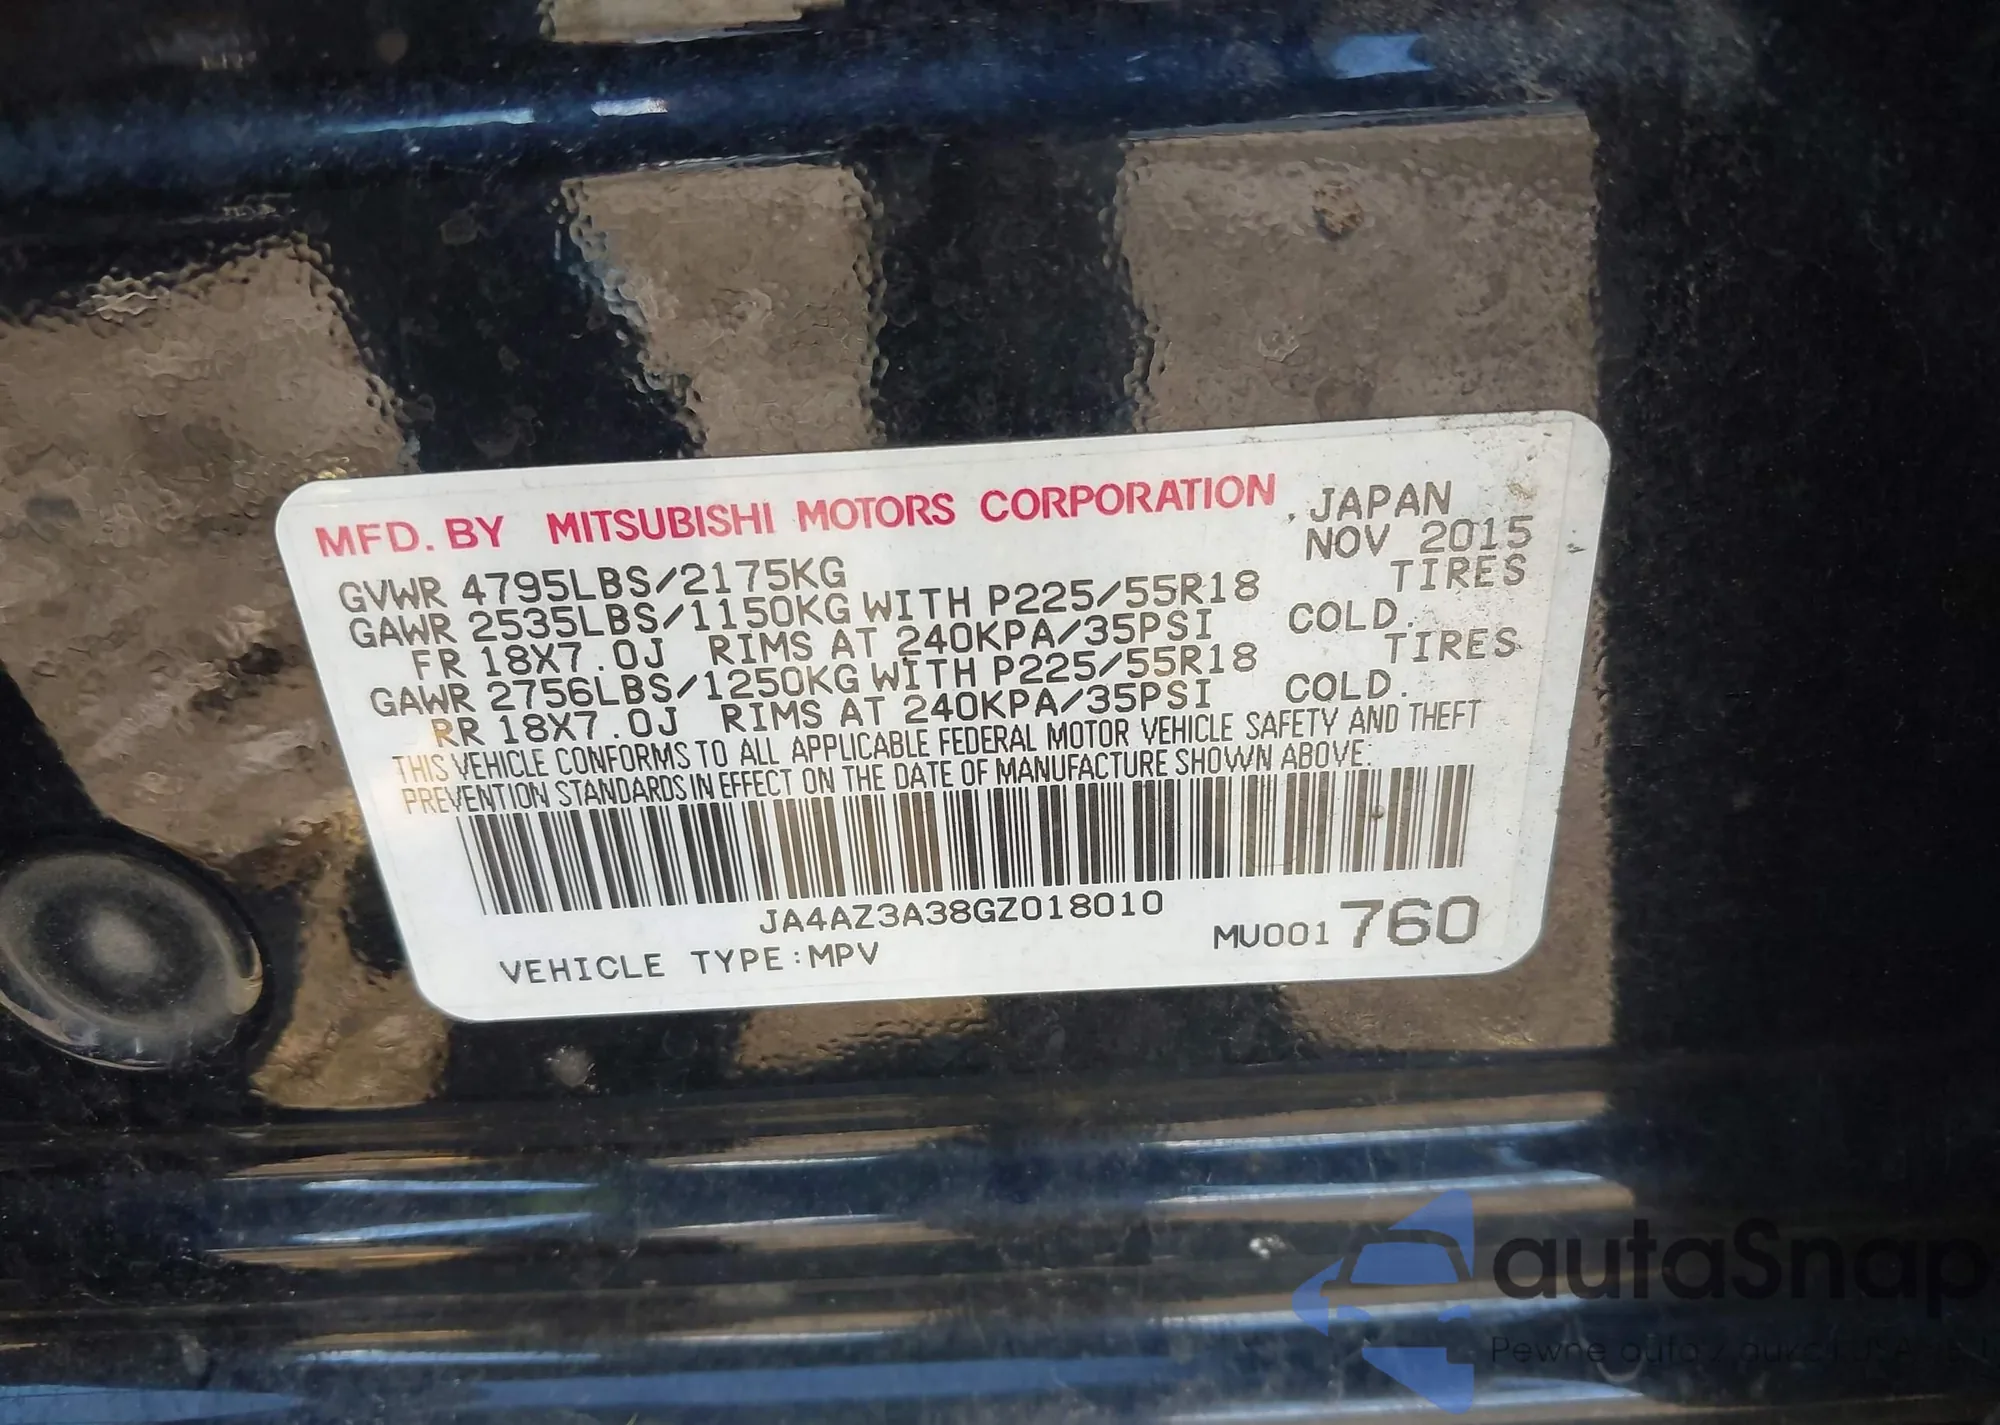 MFD. BY MITSUBISHI MOTORS CORPORATION, JAPAN
NOV 2015
GVWR 4795LBS/2175KG
GAWR 2535LBS/1150KG WITH P225/55R18 TIRES
FR 18X7.0J RIMS AT 240KPA/35PSI COLD.
GAWR 2756LBS/1250KG WITH P225/55R18 TIRES
RR 18X7.0J RIMS AT 240KPA/35PSI COLD.
THIS VEHICLE CONFORMS TO ALL APPLICABLE FEDERAL MOTOR VEHICLE SAFETY AND THEFT
PREVENTION STANDARDS IN EFFECT ON THE DATE OF MANUFACTURE SHOWN ABOVE:
JA4AZ3A38GZ018010
VEHICLE TYPE:MPV MU001 760
autaSnap
Pewne auto z aukcji